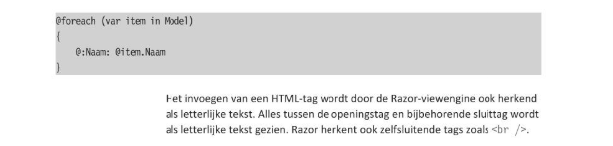 @foreach (var item in Model)
{
@:Naam: @item.Naam
}
Het invoegen van een HTML-tag wordt door de Razor-viewengine ook herkend
als letterlijke tekst. Alles tussen de openingstag en bijbehorende sluittag wordt
als letterlijke tekst gezien. Razor herkent ook zelfsluitende tags zoals <br />.